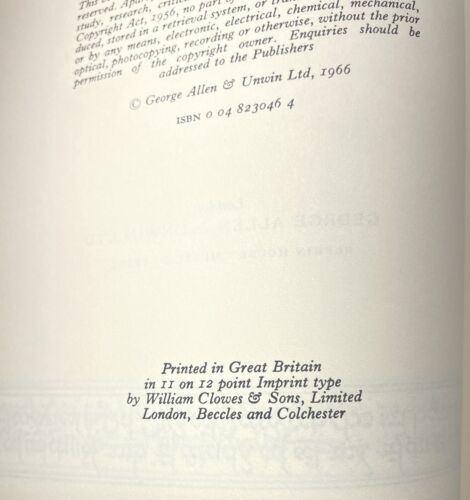 This
reserved.
study, research,
Copyright Act, 1956, no part of
duced, stored in a retrieval system, or
or by any means, electronic, electrical, chemical, mechanical,
optical, photocopying, recording or otherwise, without the prior
permission of the copyright owner. Enquiries should be
addressed to the Publishers
© George Allen & Unwin Ltd, 1966
ISBN 0 04 823046 4
Printed in Great Britain
in 11 on 12 point Imprint type
by William Clowes & Sons, Limited
London, Beccles and Colchester